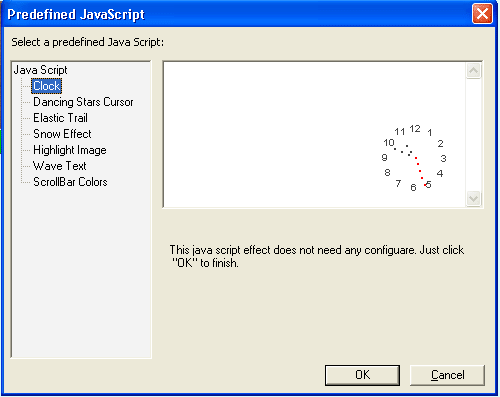 Predefined JavaScript
Select a predefined Java Script:
Java Script
Clock
Dancing Stars Cursor
Elastic Trail
Snow Effect
Highlight Image
Wave Text
ScrollBar Colors
12
1
2
3
4
5
6
7
8
9
10
11
This java script effect does not need any configuare. Just click
"OK" to finish.
OK
Cancel